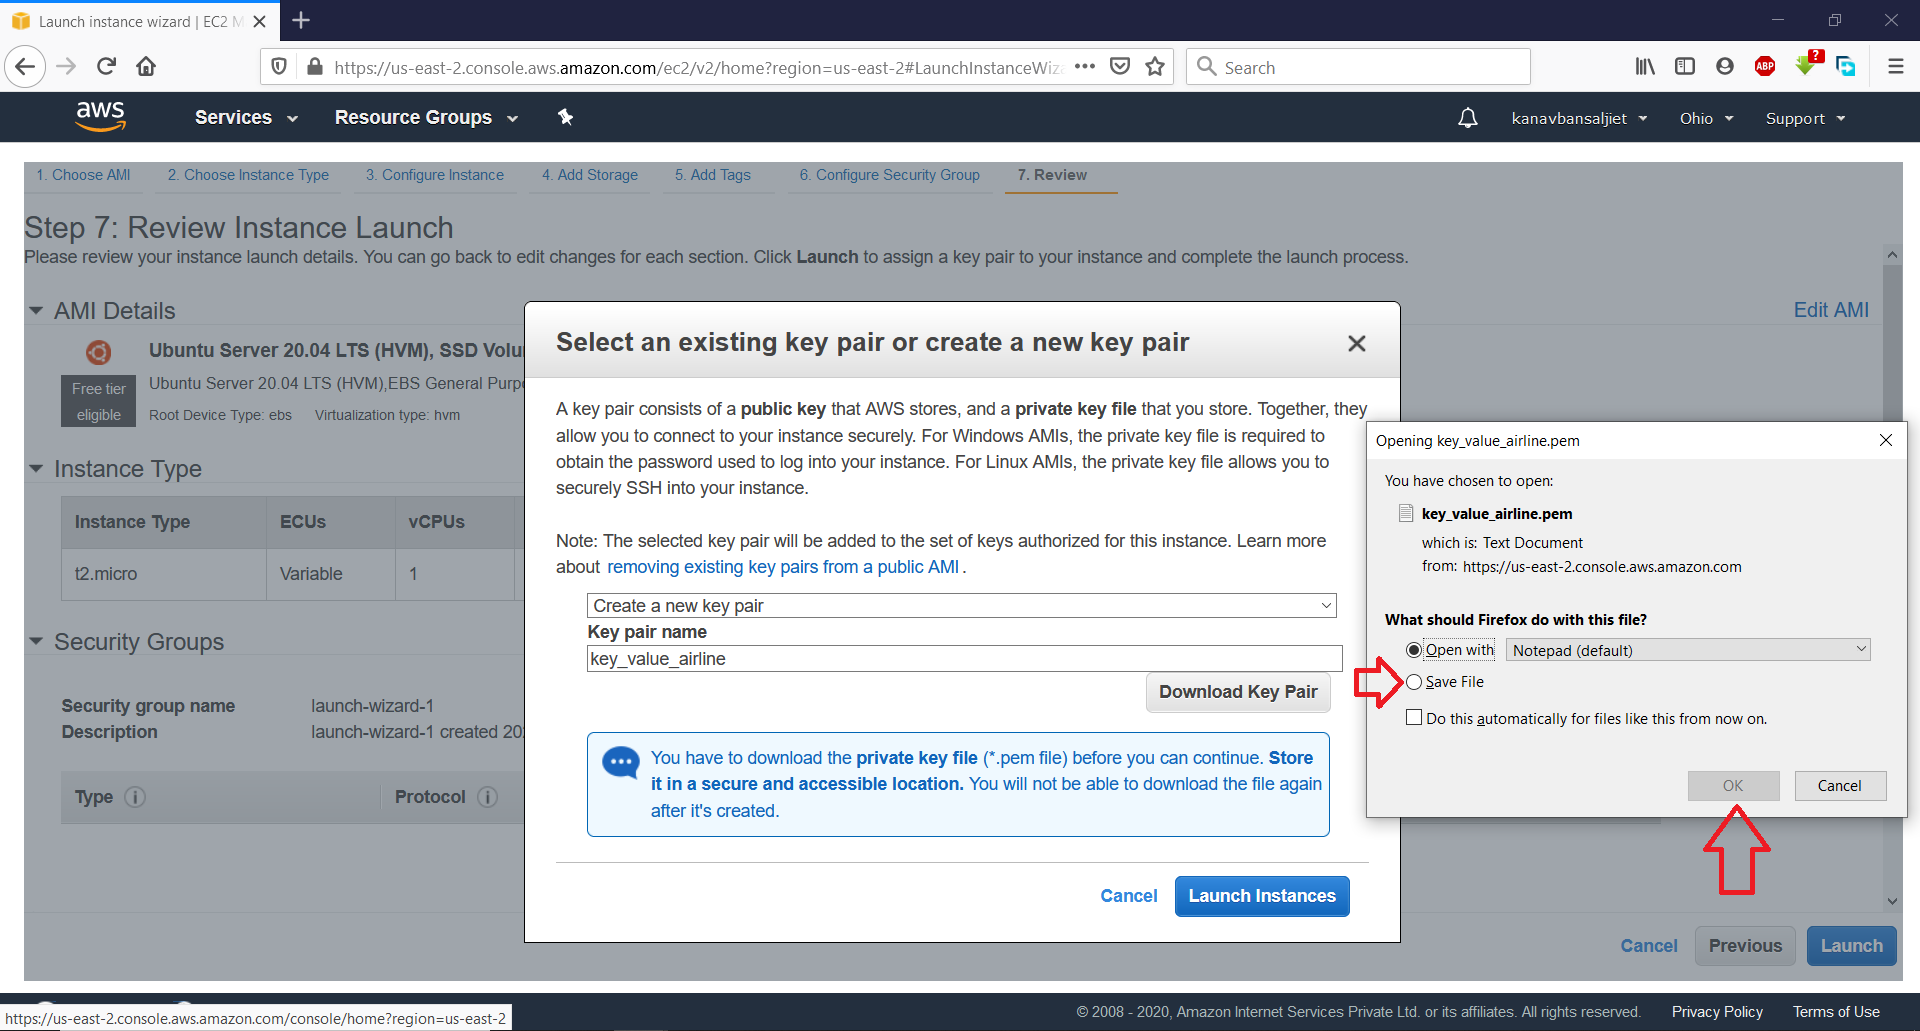 Launch instance wizard | EC2 M
https://us-east-2.console.aws.amazon.com/ec2/v2/home?region=us-east-2#LaunchInstanceWiz
Search
ABP
?
aws
Services
Resource Groups
kanavbansaljiet
Ohio
Support
1. Choose AMI
2. Choose Instance Type
3. Configure Instance
4. Add Storage
5. Add Tags
6. Configure Security Group
7. Review
Step 7: Review Instance Launch
Please review your instance launch details. You can go back to edit changes for each section. Click Launch to assign a key pair to your instance and complete the launch process.
AMI Details
Edit AMI
Ubuntu Server 20.04 LTS (HVM), SSD Volu
Free tier
eligible
Ubuntu Server 20.04 LTS (HVM),EBS General Purp
Root Device Type: ebs Virtualization type: hvm
Instance Type
Instance Type ECUs vCPUs
t2.micro Variable 1
Security Groups
Security group name launch-wizard-1
Description launch-wizard-1 created 202
Type i Protocol i
Select an existing key pair or create a new key pair
A key pair consists of a public key that AWS stores, and a private key file that you store. Together, they
allow you to connect to your instance securely. For Windows AMIs, the private key file is required to
obtain the password used to log into your instance. For Linux AMIs, the private key file allows you to
securely SSH into your instance.
Note: The selected key pair will be added to the set of keys authorized for this instance. Learn more
about removing existing key pairs from a public AMI .
Create a new key pair
Key pair name
key_value_airline
Download Key Pair
You have to download the private key file (*.pem file) before you can continue. Store
it in a secure and accessible location. You will not be able to download the file again
after it's created.
Cancel
Launch Instances
Opening key_value_airline.pem
You have chosen to open:
key_value_airline.pem
which is: Text Document
from: https://us-east-2.console.aws.amazon.com
What should Firefox do with this file?
Open with
Notepad (default)
Save File
Do this automatically for files like this from now on.
OK
Cancel
Cancel
Previous
Launch
https://us-east-2.console.aws.amazon.com/console/home?region=us-east-2
© 2008 - 2020, Amazon Internet Services Private Ltd. or its affiliates. All rights reserved.
Privacy Policy
Terms of Use